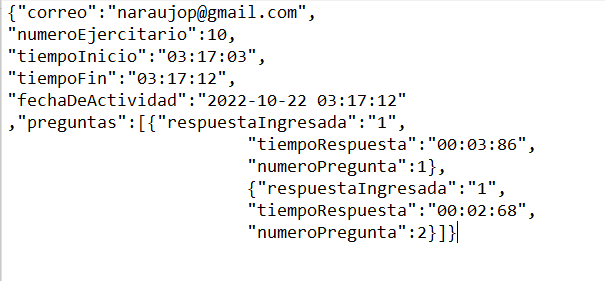 {"correo":"naraujop@gmail.com",
"numeroEjercitario":10,
"tiempoInicio":"03:17:03",
"tiempoFin":"03:17:12",
"fechaDeActividad":"2022-10-22 03:17:12"
,"preguntas":[{"respuestaIngresada":"1",
"tiempoRespuesta":"00:03:86",
"numeroPregunta":1},
{"respuestaIngresada":"1",
"tiempoRespuesta":"00:02:68",
"numeroPregunta":2}]}